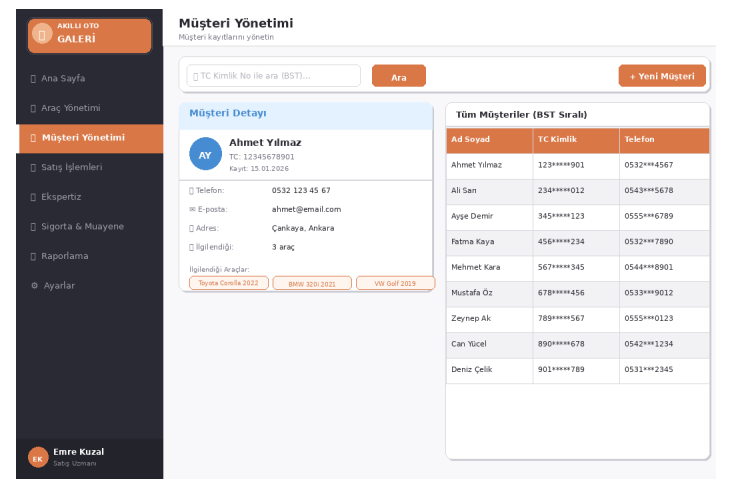 AKILLI OTO
GALERİ
Ana Sayfa
Araç Yönetimi
Müşteri Yönetimi
Satış İşlemleri
Ekspertiz
Sigorta & Muayene
Raporlama
⚙ Ayarlar
EK
Emre Kuzal
Satış Uzmanı
Müşteri Yönetimi
Müşteri kayıtlarını yönetin
TC Kimlik No ile ara (BST)...
Ara
+ Yeni Müşteri
Müşteri Detayı
AY
Ahmet Yılmaz
TC: 12345678901
Kayıt: 15.01.2026
Telefon: 0532 123 45 67
✉ E-posta: ahmet@email.com
Adres: Çankaya, Ankara
İlgilendiği: 3 araç
İlgilendiği Araçlar:
Toyota Corolla 2022 BMW 320i 2021 VW Golf 2019
Tüm Müşteriler (BST Sıralı)
Ad Soyad TC Kimlik Telefon
Ahmet Yılmaz 123*****901 0532***4567
Ali Sarı 234*****012 0543***5678
Ayşe Demir 345*****123 0555***6789
Fatma Kaya 456*****234 0532***7890
Mehmet Kara 567*****345 0544***8901
Mustafa Öz 678*****456 0533***9012
Zeynep Ak 789*****567 0555***0123
Can Yücel 890*****678 0542***1234
Deniz Çelik 901*****789 0531***2345